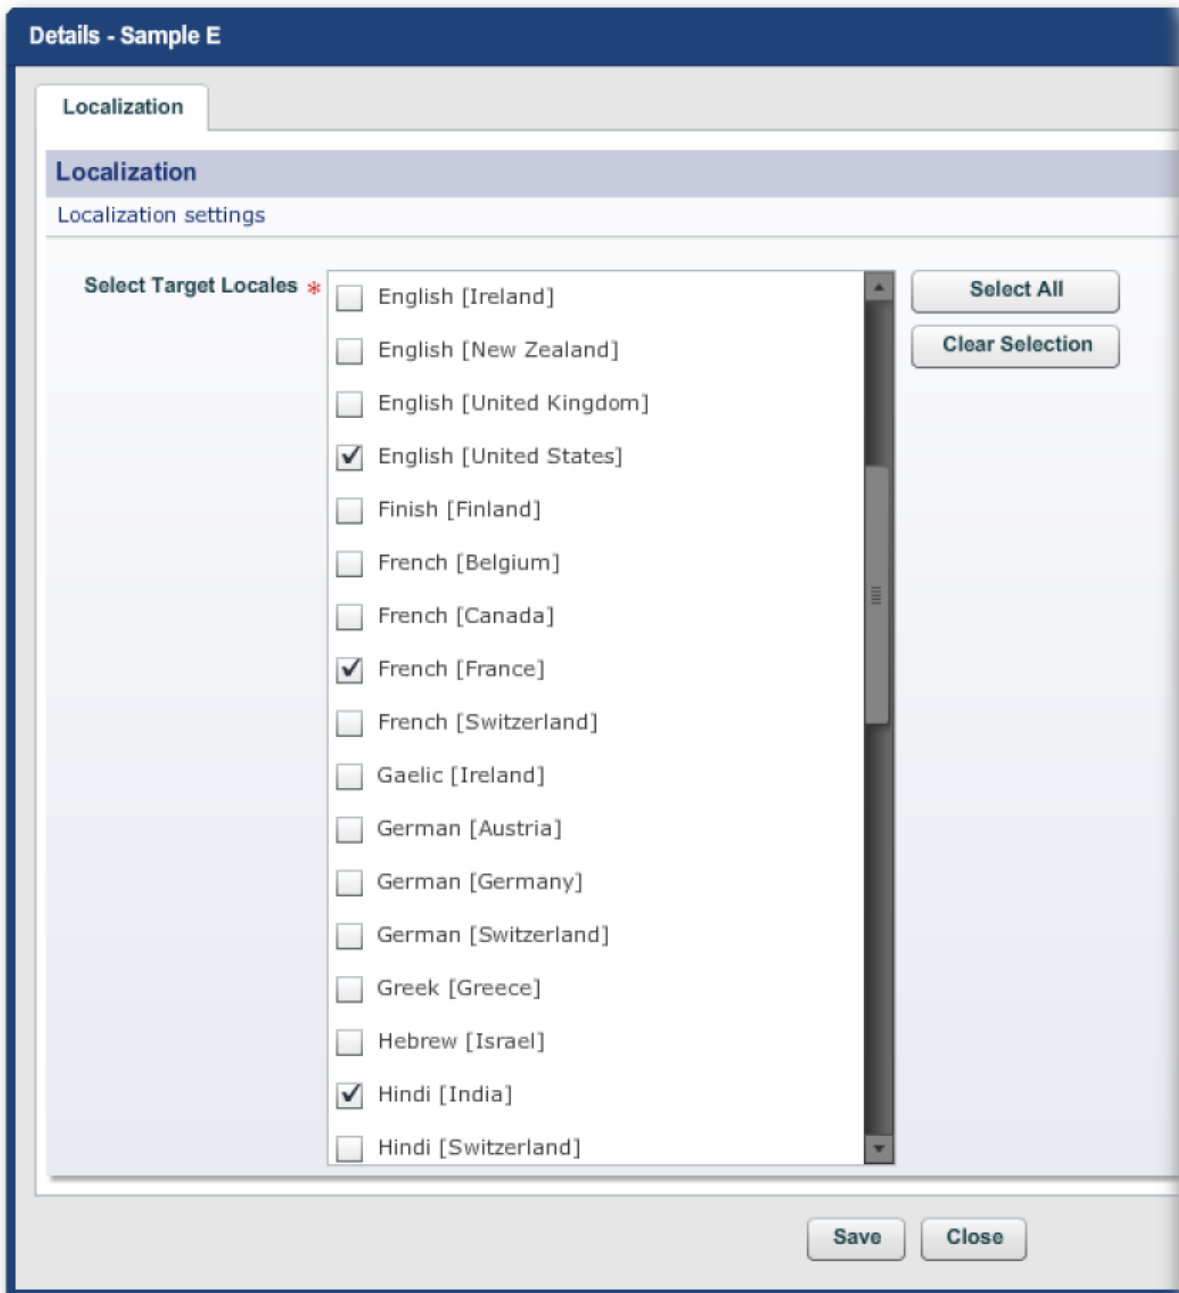 Details - Sample E
Localization
Localization
Localization settings
Select Target Locales *
English [Ireland]
Select All
English [New Zealand]
Clear Selection
English [United Kingdom]
English [United States]
Finish [Finland]
French [Belgium]
French [Canada]
French [France]
French [Switzerland]
Gaelic [Ireland]
German [Austria]
German [Germany]
German [Switzerland]
Greek [Greece]
Hebrew [Israel]
Hindi [India]
Hindi [Switzerland]
Save Close